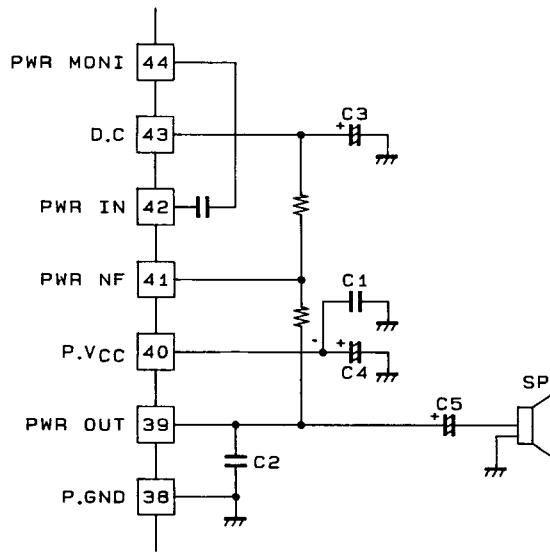 PWR MONI 44
D.C 43
C3
+
PWR IN 42
PWR NF 41
C1
P.VCC 40
+
C4
PWR OUT 39
C5
+
SP
C2
P.GND 38